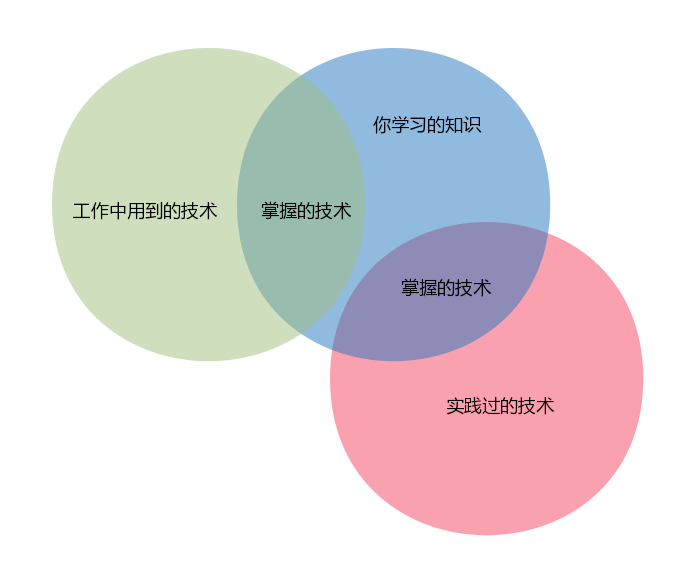 你学习的知识
工作中用到的技术
掌握的技术
掌握的技术
实践过的技术